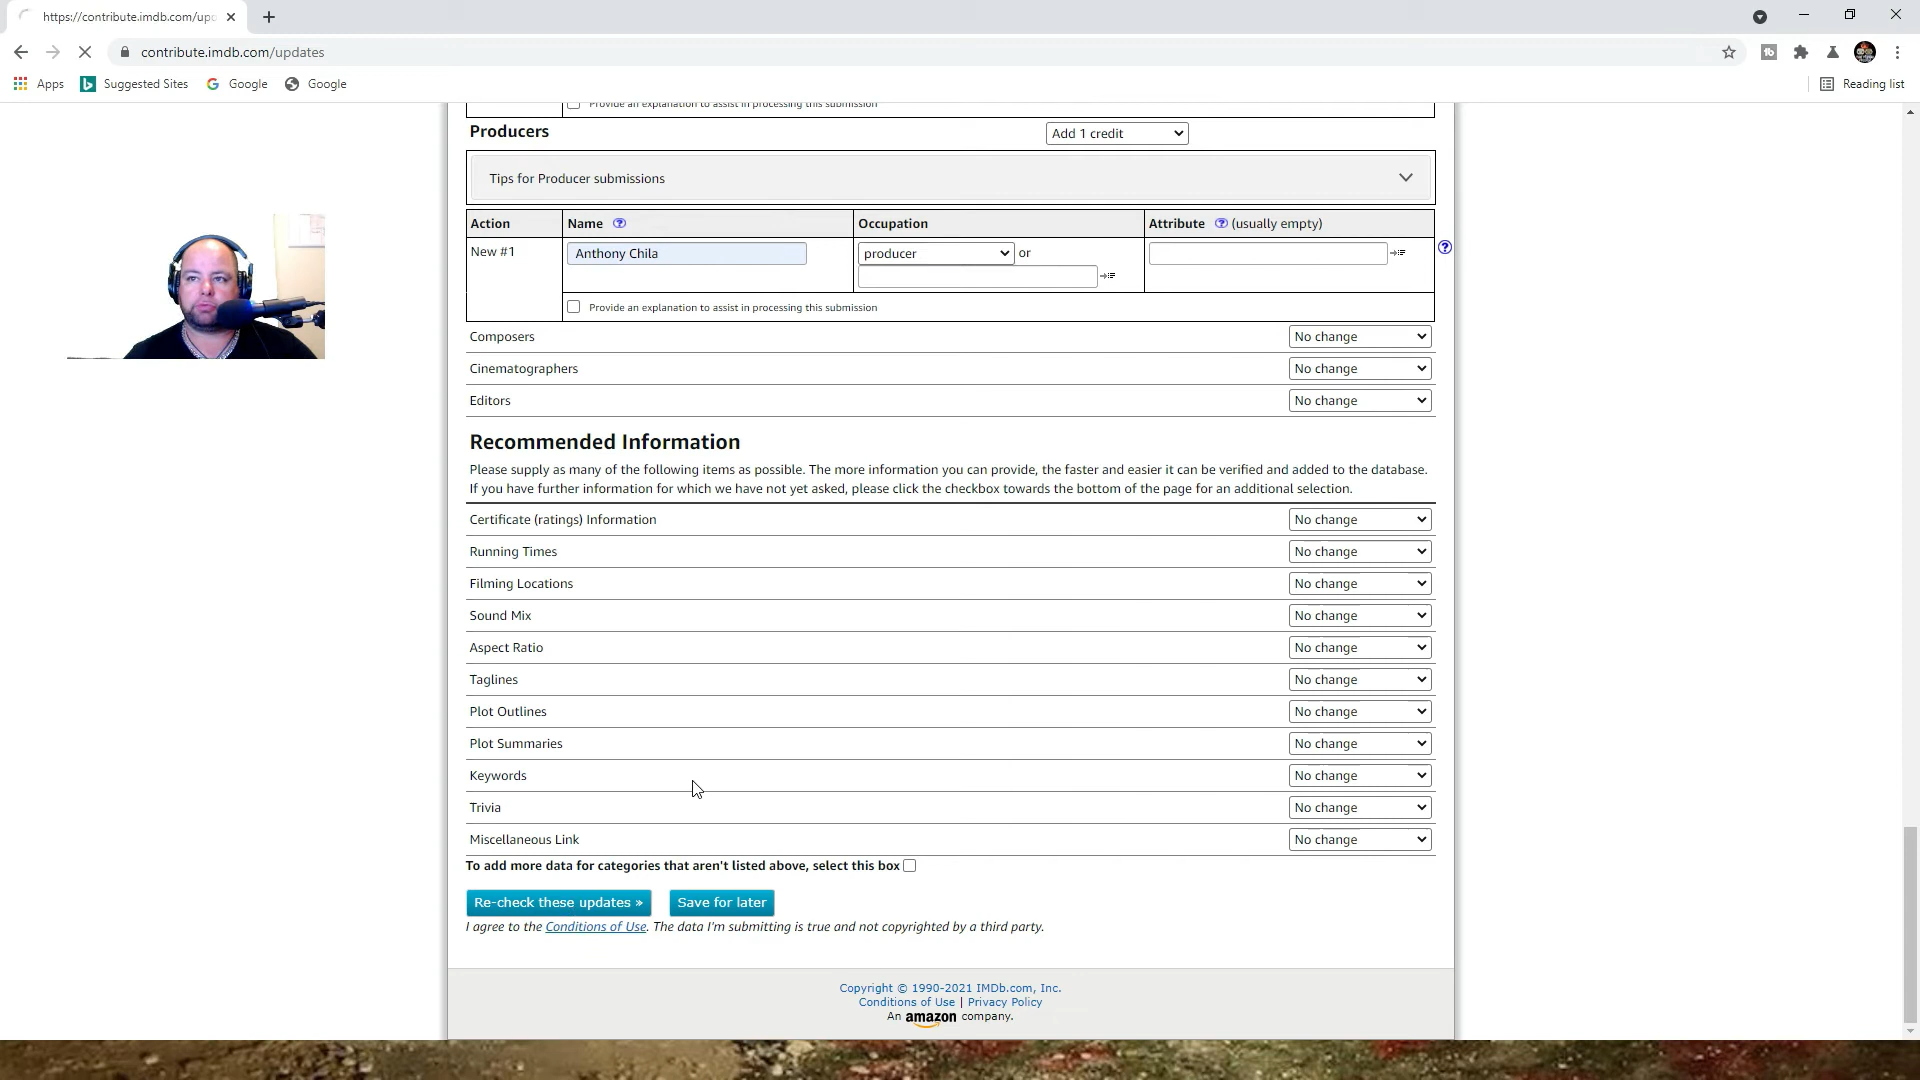 https://contribute.imdb.com/upd
contribute.imdb.com/updates
Apps
Suggested Sites
Google
Google
Reading list
Provide an explanation to assist in processing this submission
Producers
Add 1 credit
Tips for Producer submissions
Action
Name
Occupation
Attribute (usually empty)
New #1
Anthony Chila
producer
or
Provide an explanation to assist in processing this submission
Composers
No change
Cinematographers
No change
Editors
No change
Recommended Information
Please supply as many of the following items as possible. The more information you can provide, the faster and easier it can be verified and added to the database.
If you have further information for which we have not yet asked, please click the checkbox towards the bottom of the page for an additional selection.
Certificate (ratings) Information
No change
Running Times
No change
Filming Locations
No change
Sound Mix
No change
Aspect Ratio
No change
Taglines
No change
Plot Outlines
No change
Plot Summaries
No change
Keywords
No change
Trivia
No change
Miscellaneous Link
No change
To add more data for categories that aren't listed above, select this box
Re-check these updates »
Save for later
I agree to the Conditions of Use. The data I'm submitting is true and not copyrighted by a third party.
Copyright © 1990-2021 IMDb.com, Inc.
Conditions of Use | Privacy Policy
An amazon company.